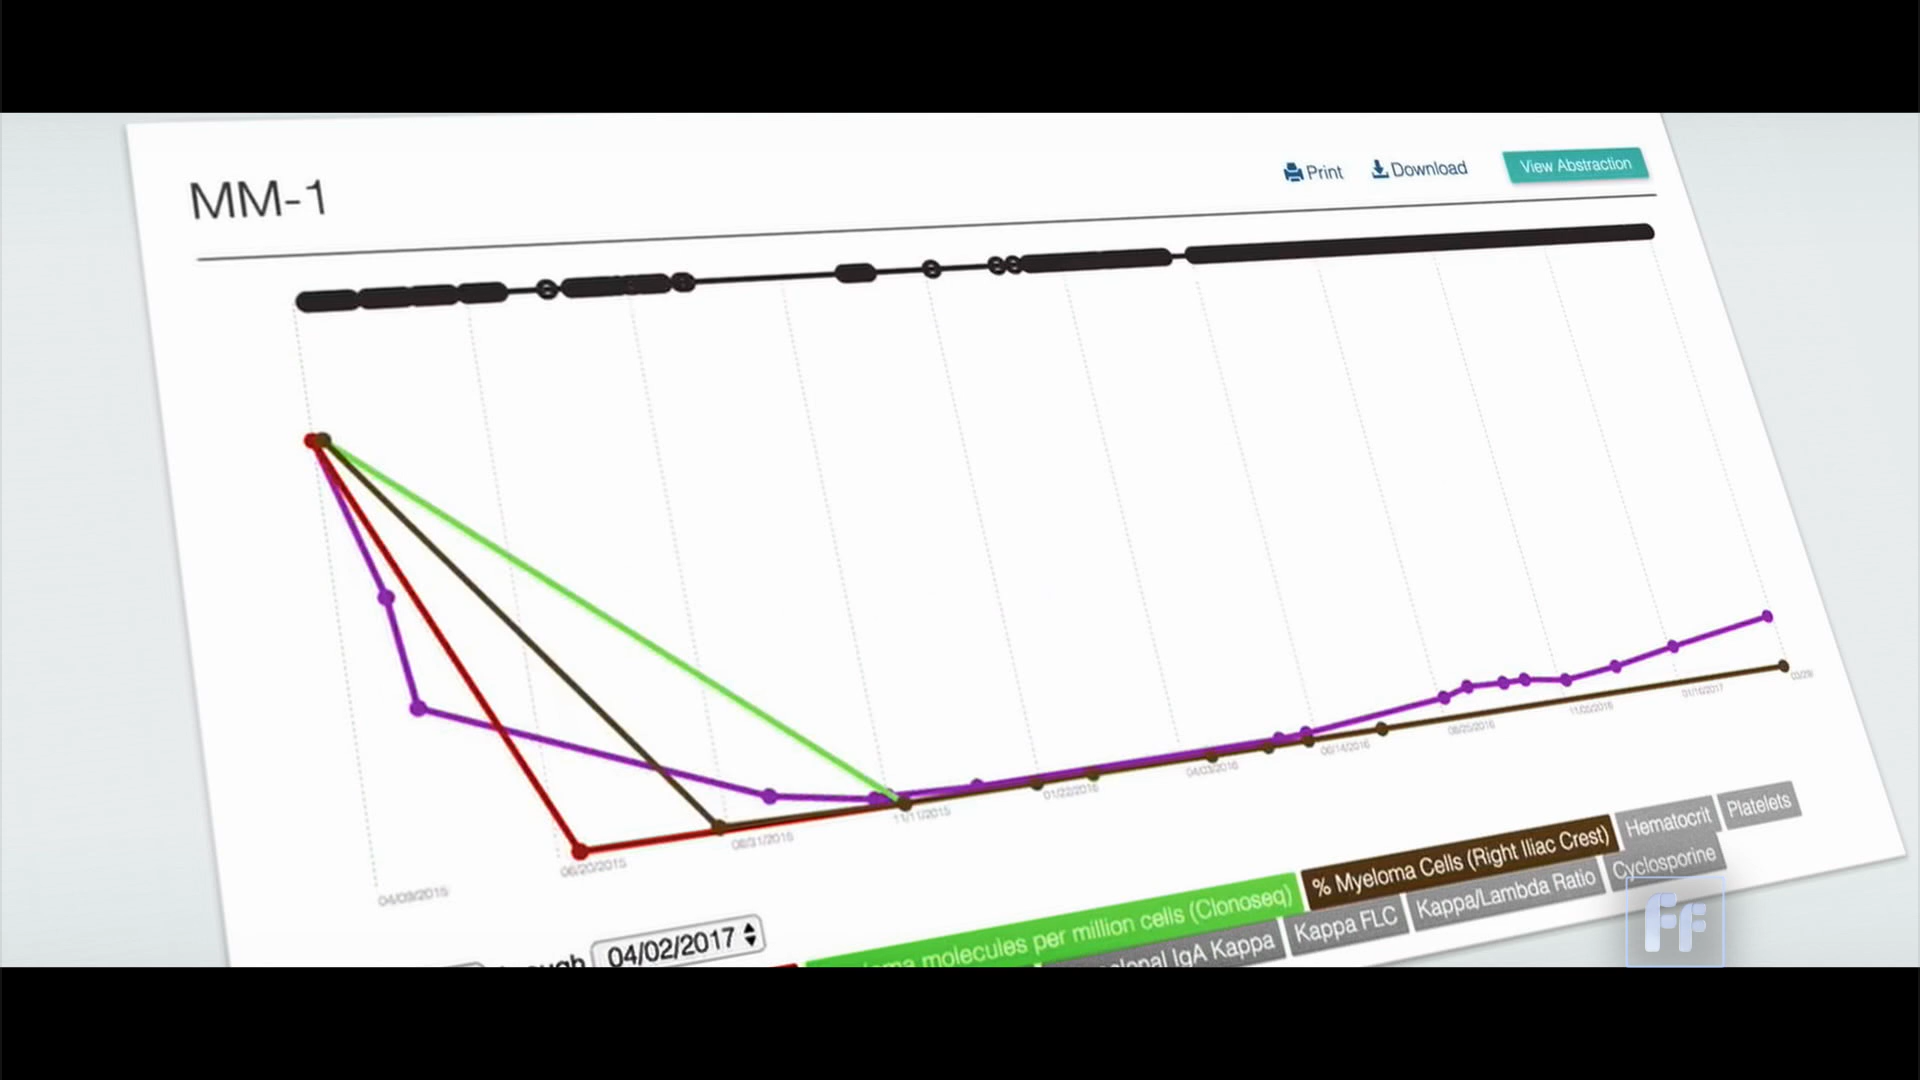 MM-1
Print
Download
View Abstraction
04/09/2015
06/20/2015
08/31/2015
11/11/2015
01/22/2016
04/03/2016
06/14/2016
08/25/2016
11/05/2016
01/16/2017
04/02/2017
molecules per million cells (Clonoseq)
% Myeloma Cells (Right Iliac Crest)
Hematocrit
Platelets
IgA Kappa
Kappa FLC
Kappa/Lambda Ratio
Cyclosporine
FF